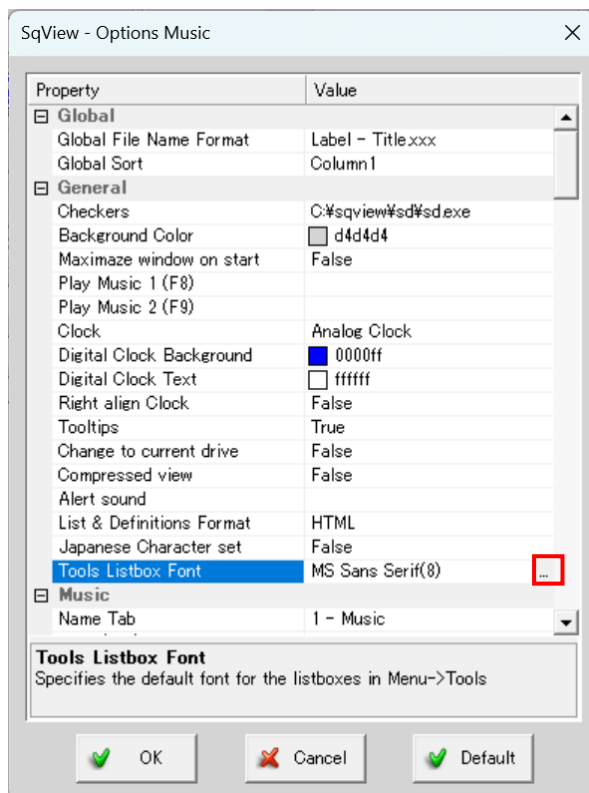 SqView - Options Music
Property Value
Global
Global File Name Format Label - Title.xxx
Global Sort Column1
General
Checkers C:¥sqview¥sd¥sd.exe
Background Color d4d4d4
Maximaze window on start False
Play Music 1 (F8)
Play Music 2 (F9)
Clock Analog Clock
Digital Clock Background 0000ff
Digital Clock Text ffffff
Right align Clock False
Tooltips True
Change to current drive False
Compressed view False
Alert sound
List & Definitions Format HTML
Japanese Character set False
Tools Listbox Font MS Sans Serif(8) ...
Music
Name Tab 1 - Music
Tools Listbox Font
Specifies the default font for the listboxes in Menu->Tools
OK Cancel Default